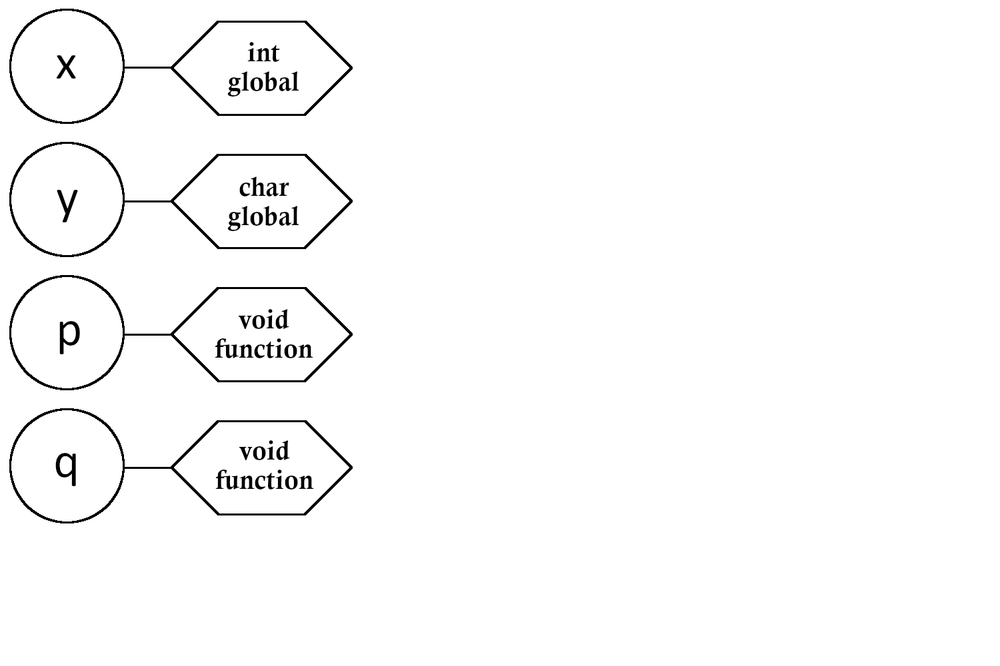 x
int
global
y
char
global
p
void
function
q
void
function